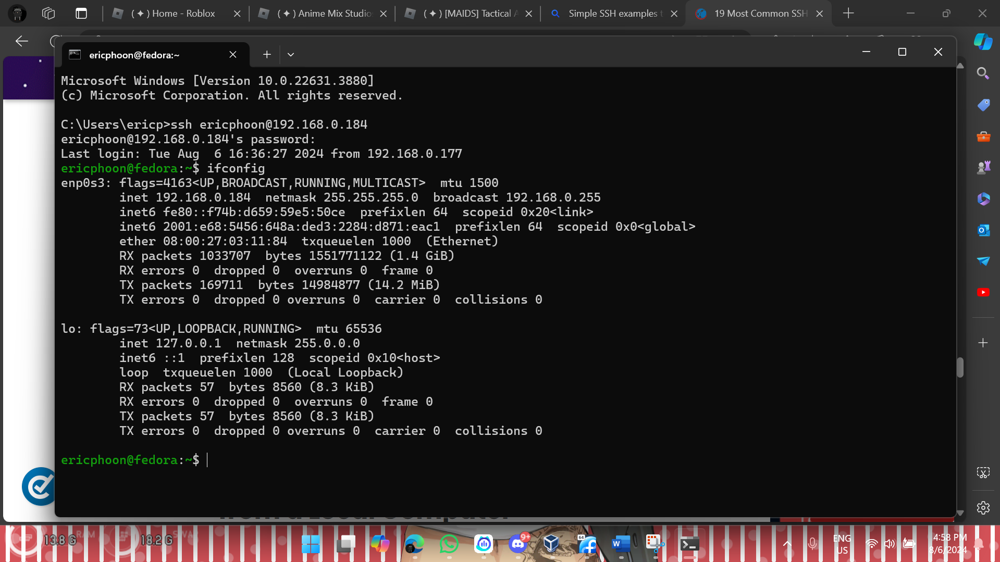 ( ✦ ) Home - Roblox
( ✦ ) Anime Mix Studio
( ✦ ) [MAIDS] Tactical A
Simple SSH examples t
19 Most Common SSH
ericphoon@fedora:~
Microsoft Windows [Version 10.0.22631.3880]
(c) Microsoft Corporation. All rights reserved.
C:\Users\ericp>ssh ericphoon@192.168.0.184
ericphoon@192.168.0.184's password:
Last login: Tue Aug  6 16:36:27 2024 from 192.168.0.177
ericphoon@fedora:~$ ifconfig
enp0s3: flags=4163<UP,BROADCAST,RUNNING,MULTICAST>  mtu 1500
inet 192.168.0.184  netmask 255.255.255.0  broadcast 192.168.0.255
inet6 fe80::f74b:d659:59e5:50ce  prefixlen 64  scopeid 0x20<link>
inet6 2001:e68:5456:648a:ded3:2284:d871:eac1  prefixlen 64  scopeid 0x0<global>
ether 08:00:27:03:11:84  txqueuelen 1000  (Ethernet)
RX packets 1033707  bytes 1551771122 (1.4 GiB)
RX errors 0  dropped 0  overruns 0  frame 0
TX packets 169711  bytes 14984877 (14.2 MiB)
TX errors 0  dropped 0 overruns 0  carrier 0  collisions 0
lo: flags=73<UP,LOOPBACK,RUNNING>  mtu 65536
inet 127.0.0.1  netmask 255.0.0.0
inet6 ::1  prefixlen 128  scopeid 0x10<host>
loop  txqueuelen 1000  (Local Loopback)
RX packets 57  bytes 8560 (8.3 KiB)
RX errors 0  dropped 0  overruns 0  frame 0
TX packets 57  bytes 8560 (8.3 KiB)
TX errors 0  dropped 0 overruns 0  carrier 0  collisions 0
ericphoon@fedora:~$
13.8 G RAM
18.2 G SWA
9+
64
ENG
US
4:58 PM
8/6/2024